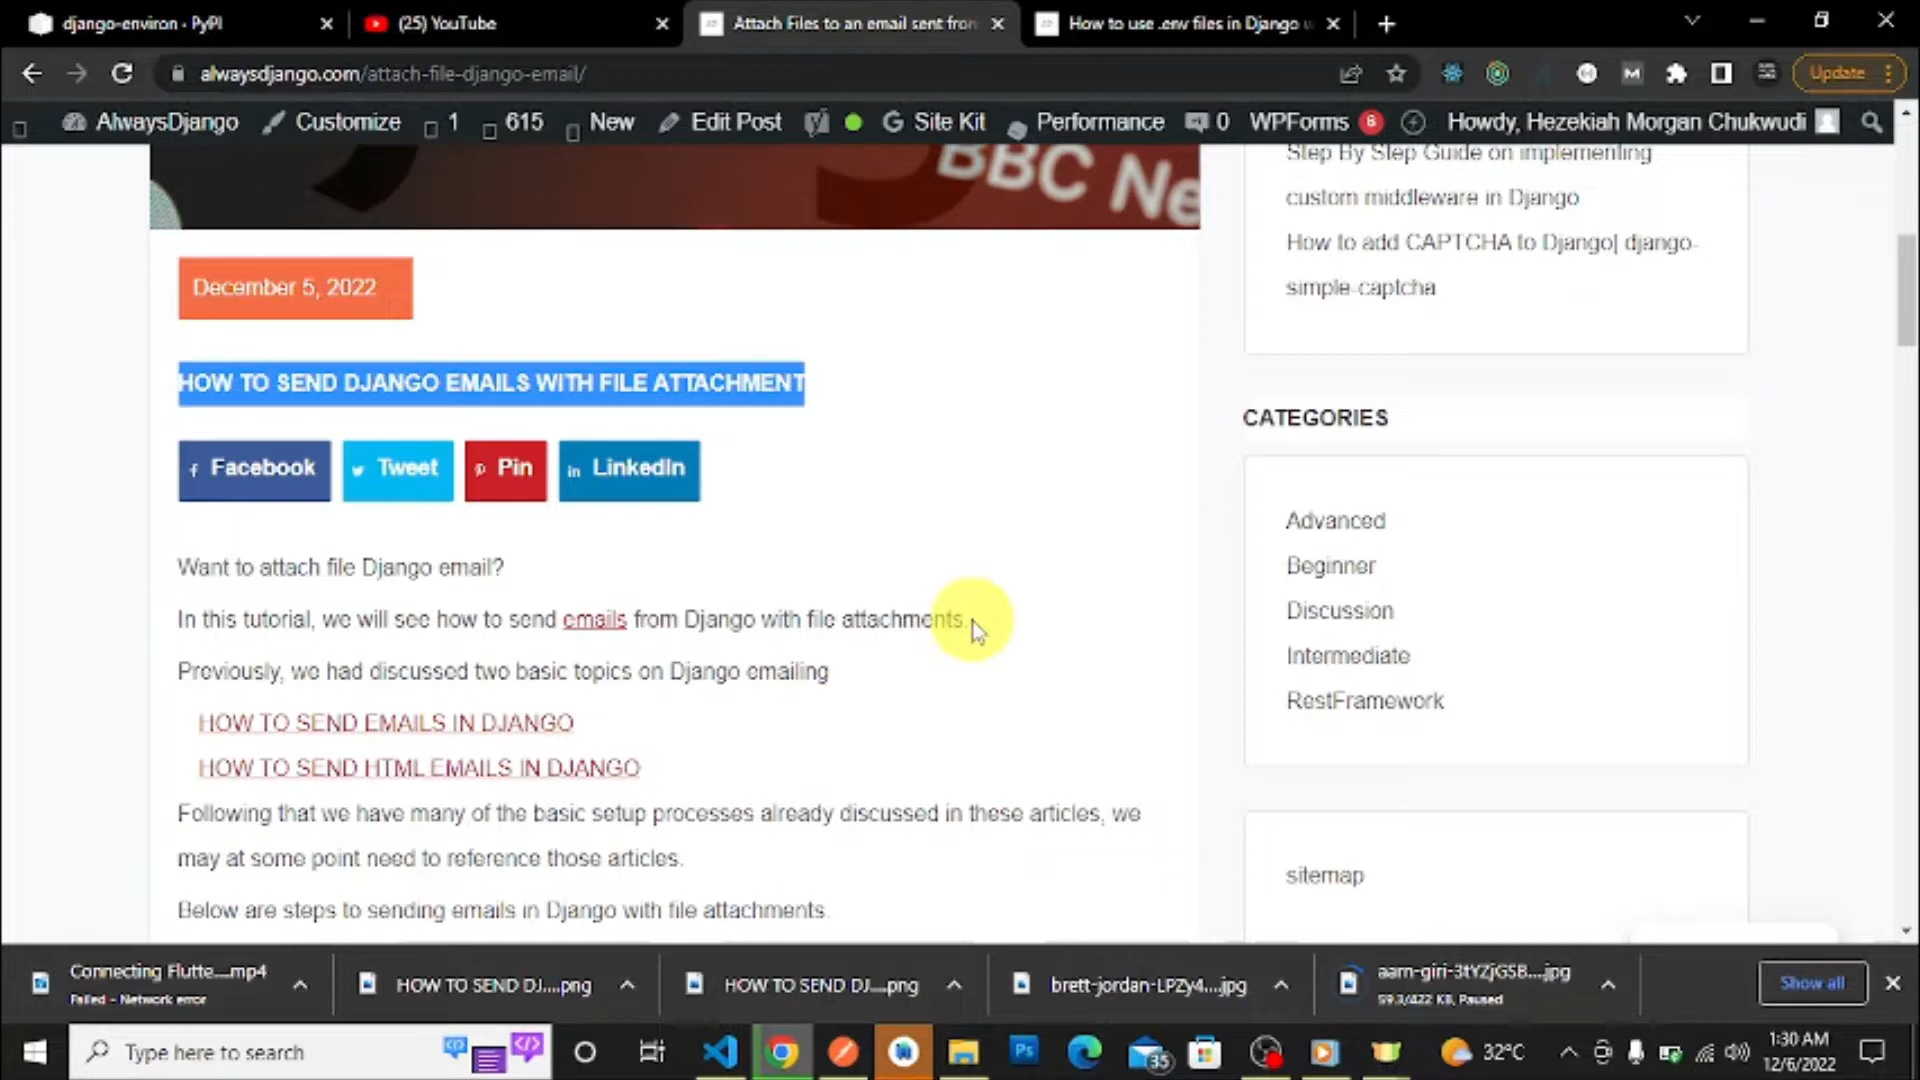 django-environ · PyPI
(25) YouTube
Attach Files to an email sent from
How to use .env files in Django w
alwaysdjango.com/attach-file-django-email/
Update
AlwaysDjango
Customize
1
615
New
Edit Post
Site Kit
Performance
0
WPForms
6
Howdy, Hezekiah Morgan Chukwudi
BBC Ne
December 5, 2022
HOW TO SEND DJANGO EMAILS WITH FILE ATTACHMENT
Facebook
Tweet
Pin
LinkedIn
Want to attach file Django email?
In this tutorial, we will see how to send emails from Django with file attachments.
Previously, we had discussed two basic topics on Django emailing
HOW TO SEND EMAILS IN DJANGO
HOW TO SEND HTML EMAILS IN DJANGO
Following that we have many of the basic setup processes already discussed in these articles, we
may at some point need to reference those articles.
Below are steps to sending emails in Django with file attachments.
Step By Step Guide on implementing
custom middleware in Django
How to add CAPTCHA to Django| django-
simple-captcha
CATEGORIES
Advanced
Beginner
Discussion
Intermediate
RestFramework
sitemap
Connecting Flutte....mp4
Failed - Network error
HOW TO SEND DJ....png
HOW TO SEND DJ....png
brett-jordan-LPZy4....jpg
aarn-giri-3tYZjGSB....jpg
59.3/422 KB, Paused
Show all
Type here to search
Ps
35
32°C
1:30 AM
12/6/2022